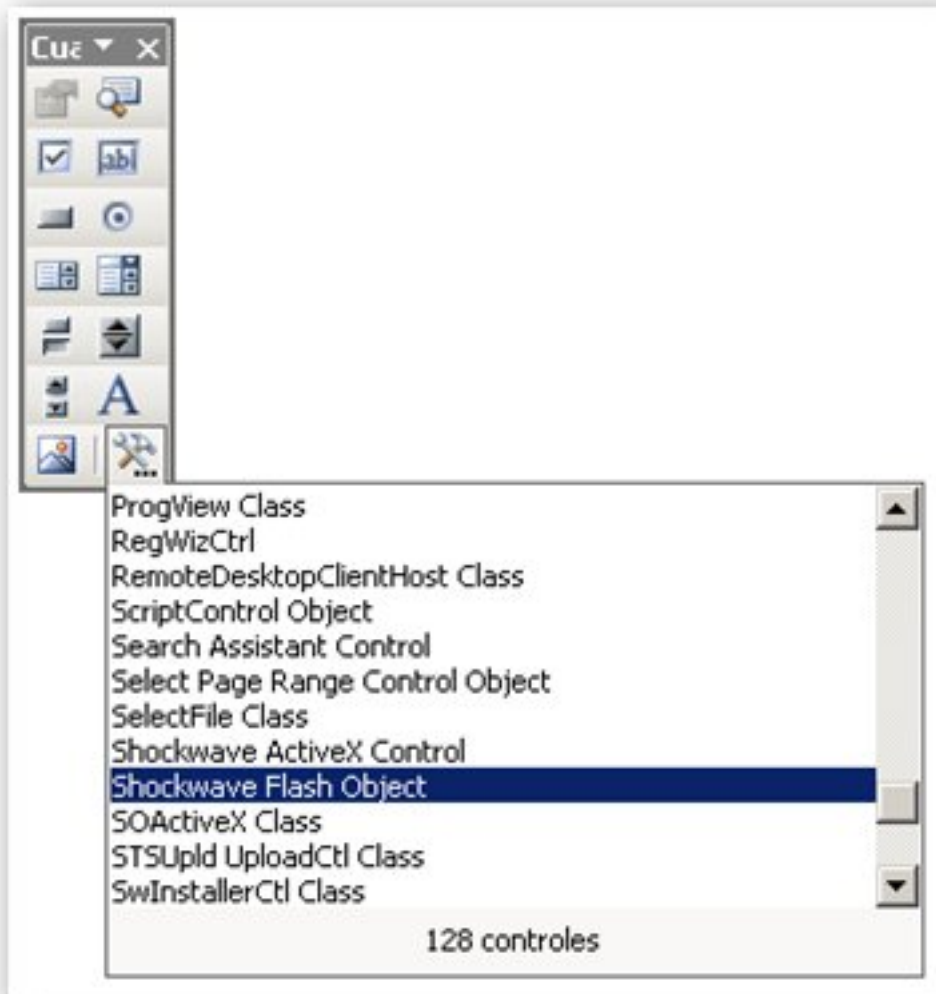 Cua
abl
A
ProgView Class
RegWizCtrl
RemoteDesktopClientHost Class
ScriptControl Object
Search Assistant Control
Select Page Range Control Object
SelectFile Class
Shockwave ActiveX Control
Shockwave Flash Object
SOActiveX Class
STSUpld UploadCtl Class
SwInstallerCtl Class
128 controles